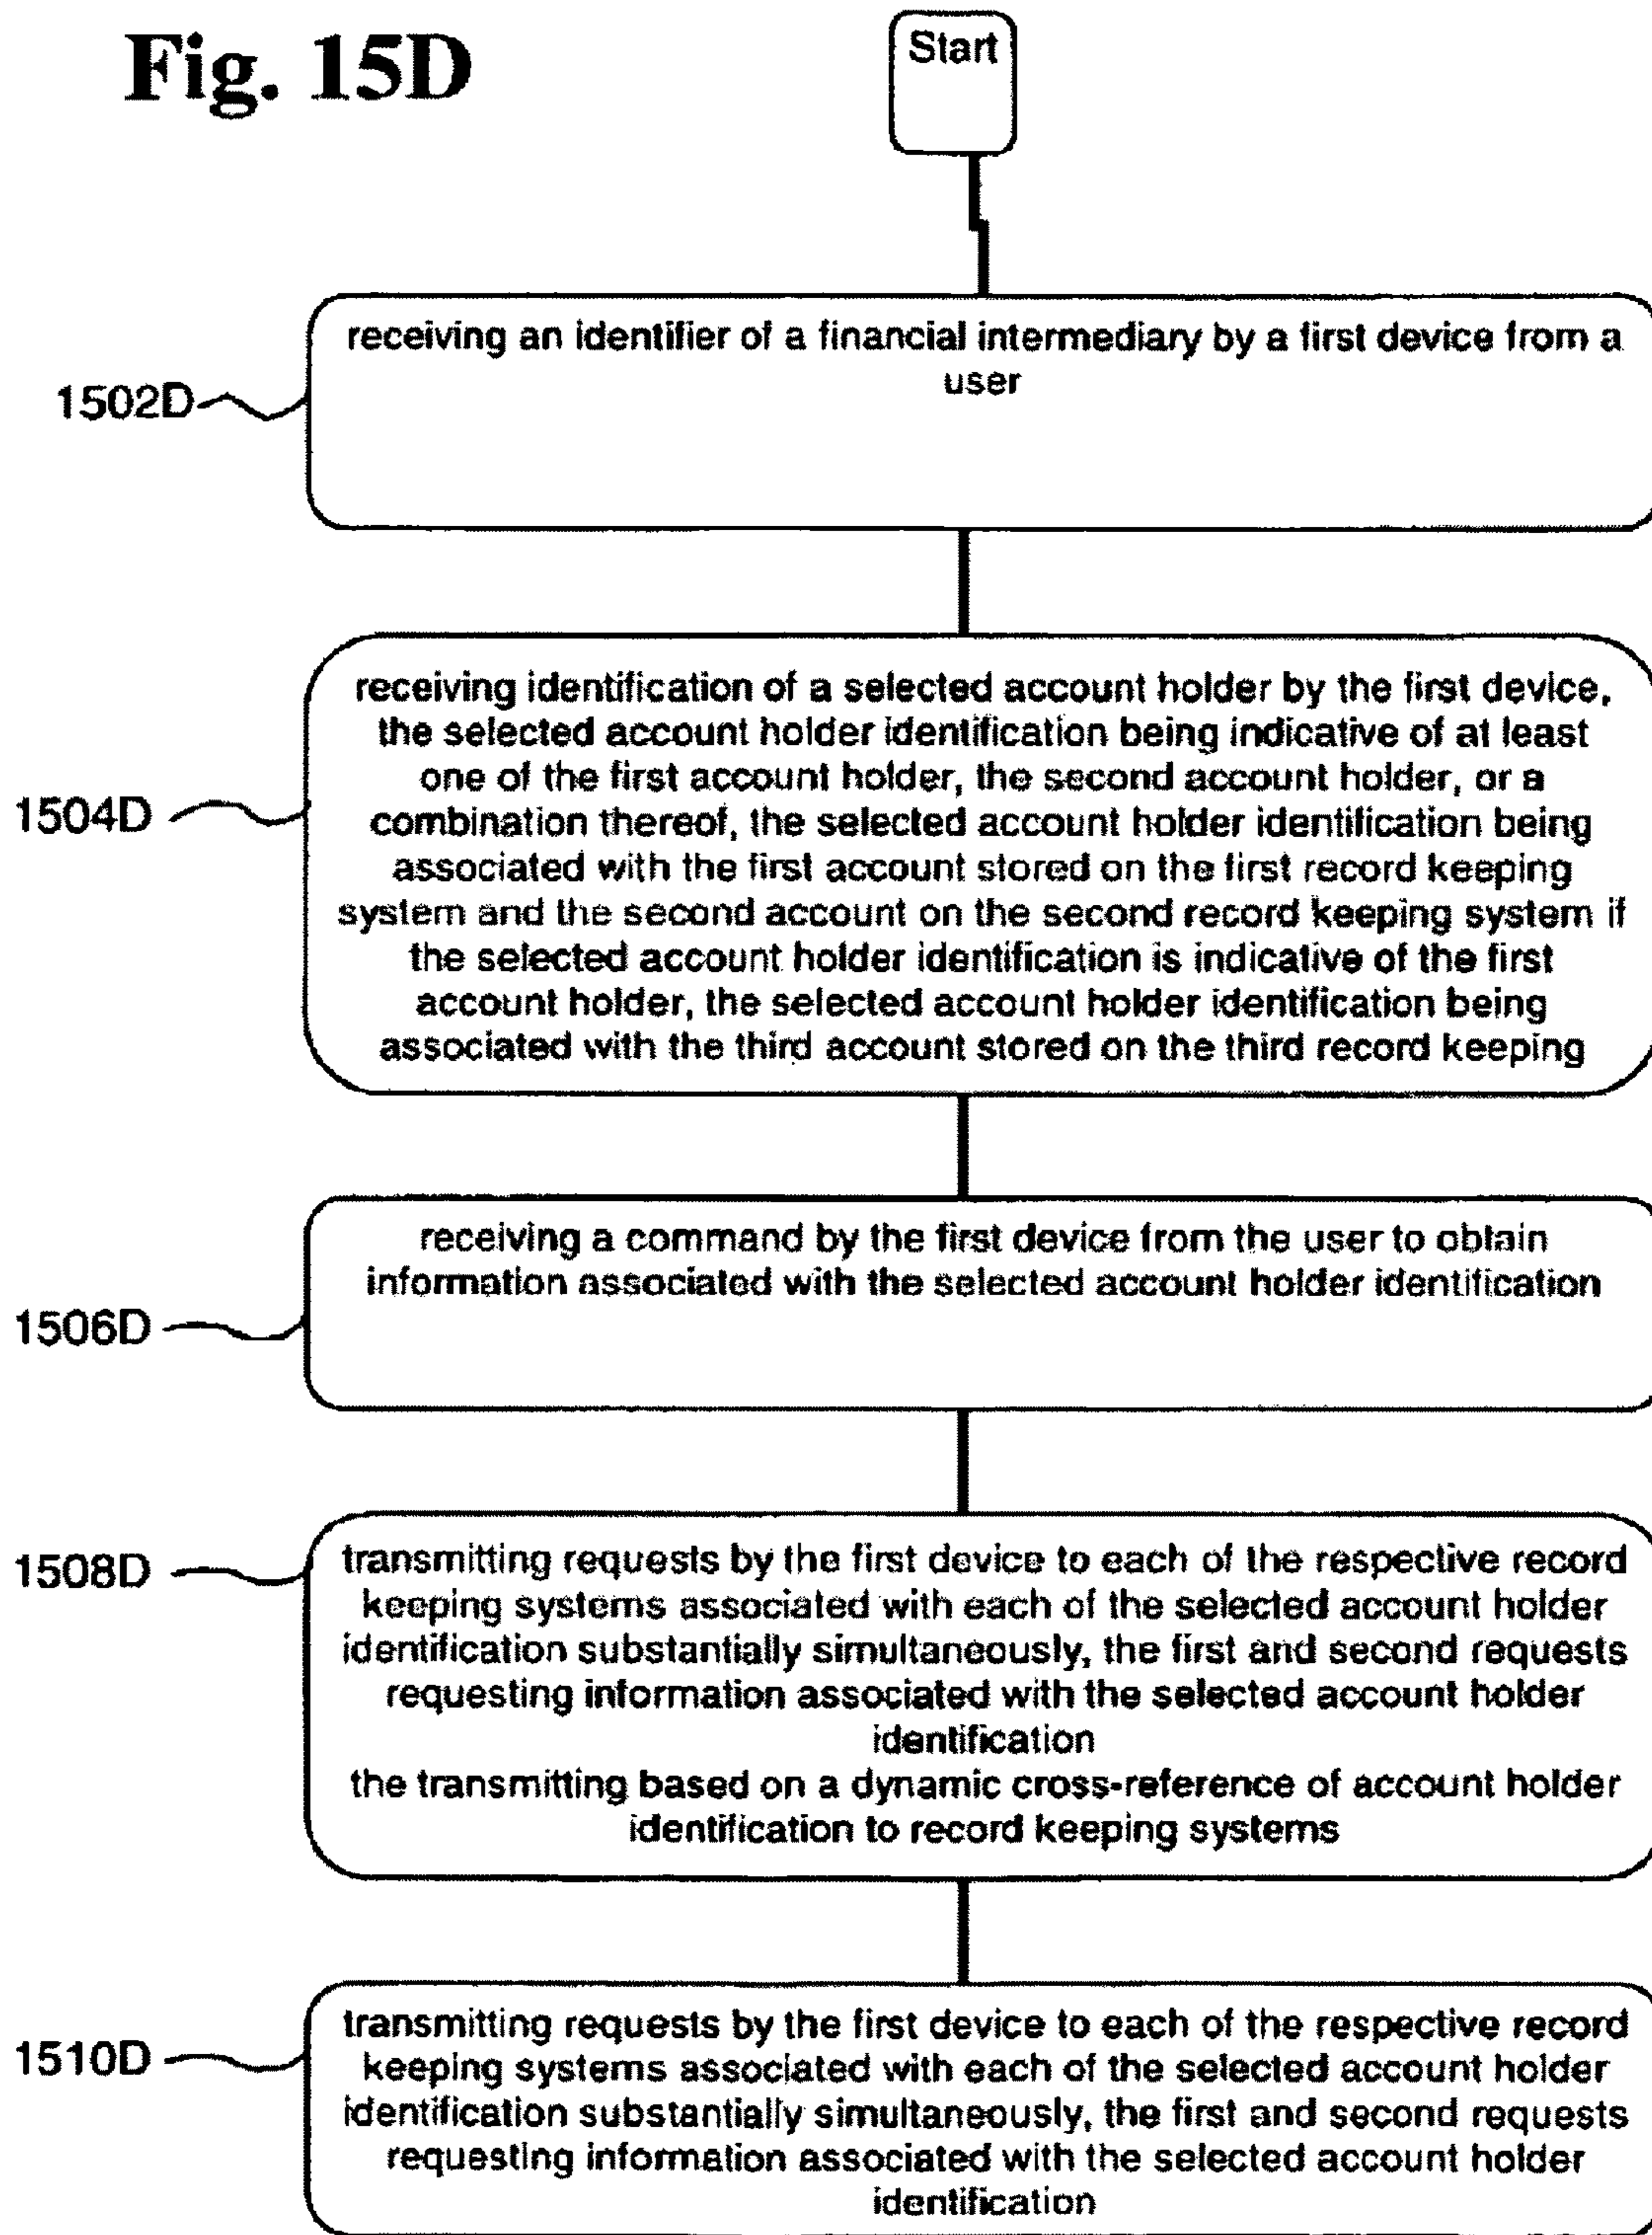 Fig. 15D
Start
receiving an identifier of a financial intermediary by a first device from a
user
1502D
receiving identification of a selected account holder by the first device,
the selected account holder identification being indicative of at least
one of the first account holder, the second account holder, or a
combination thereof, the selected account holder identification being
associated with the first account stored on the first record keeping
system and the second account on the second record keeping system if
the selected account holder identification is indicative of the first
account holder, the selected account holder identification being
associated with the third account stored on the third record keeping
1504D
receiving a command by the first device from the user to obtain
information associated with the selected account holder identification
1506D
transmitting requests by the first device to each of the respective record
keeping systems associated with each of the selected account holder
identification substantially simultaneously, the first and second requests
requesting information associated with the selected account holder
identification
the transmitting based on a dynamic cross-reference of account holder
identification to record keeping systems
1508D
transmitting requests by the first device to each of the respective record
keeping systems associated with each of the selected account holder
identification substantially simultaneously, the first and second requests
requesting information associated with the selected account holder
identification
1510D